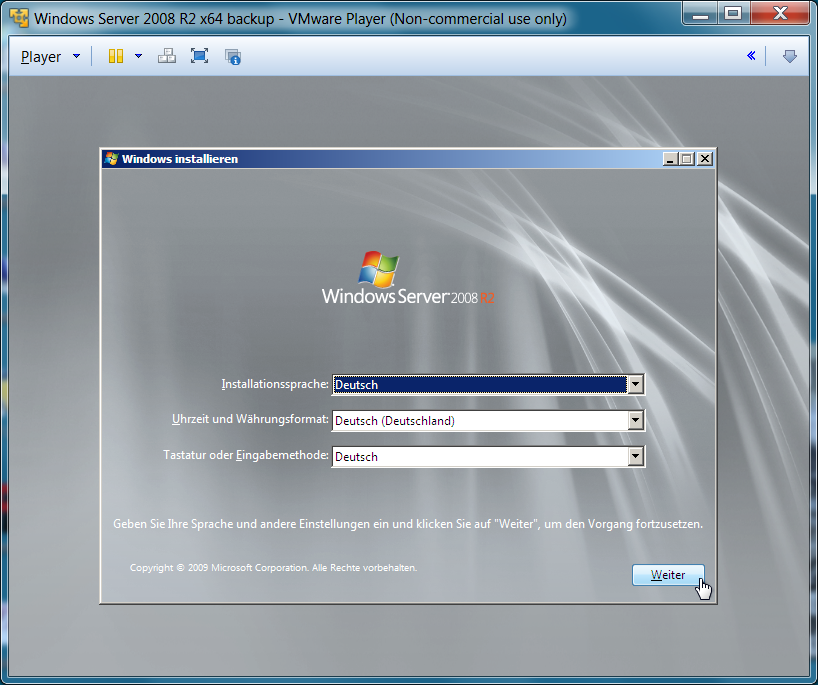 Windows Server 2008 R2 x64 backup - VMware Player (Non-commercial use only)
Player
Windows installieren
Windows Server 2008 R2
Installationssprache: Deutsch
Uhrzeit und Währungsformat: Deutsch (Deutschland)
Tastatur oder Eingabemethode: Deutsch
Geben Sie Ihre Sprache und andere Einstellungen ein und klicken Sie auf "Weiter", um den Vorgang fortzusetzen.
Copyright © 2009 Microsoft Corporation. Alle Rechte vorbehalten.
Weiter